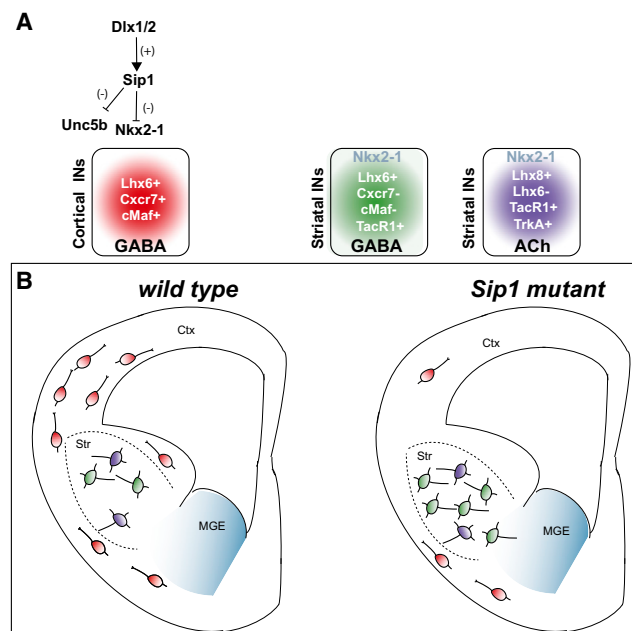 A
Dlx1/2
(+)
Sip1
(-)
(-)
Unc5b
Nkx2-1
Cortical INs
Lhx6+
Cxcr7+
cMaf+
GABA
Striatal INs
Nkx2-1
Lhx6+
Cxcr7-
cMaf-
TacR1+
GABA
Striatal INs
Nkx2-1
Lhx8+
Lhx6-
TacR1+
TrkA+
ACh
B
wild type
Ctx
Str
MGE
Sip1 mutant
Ctx
Str
MGE